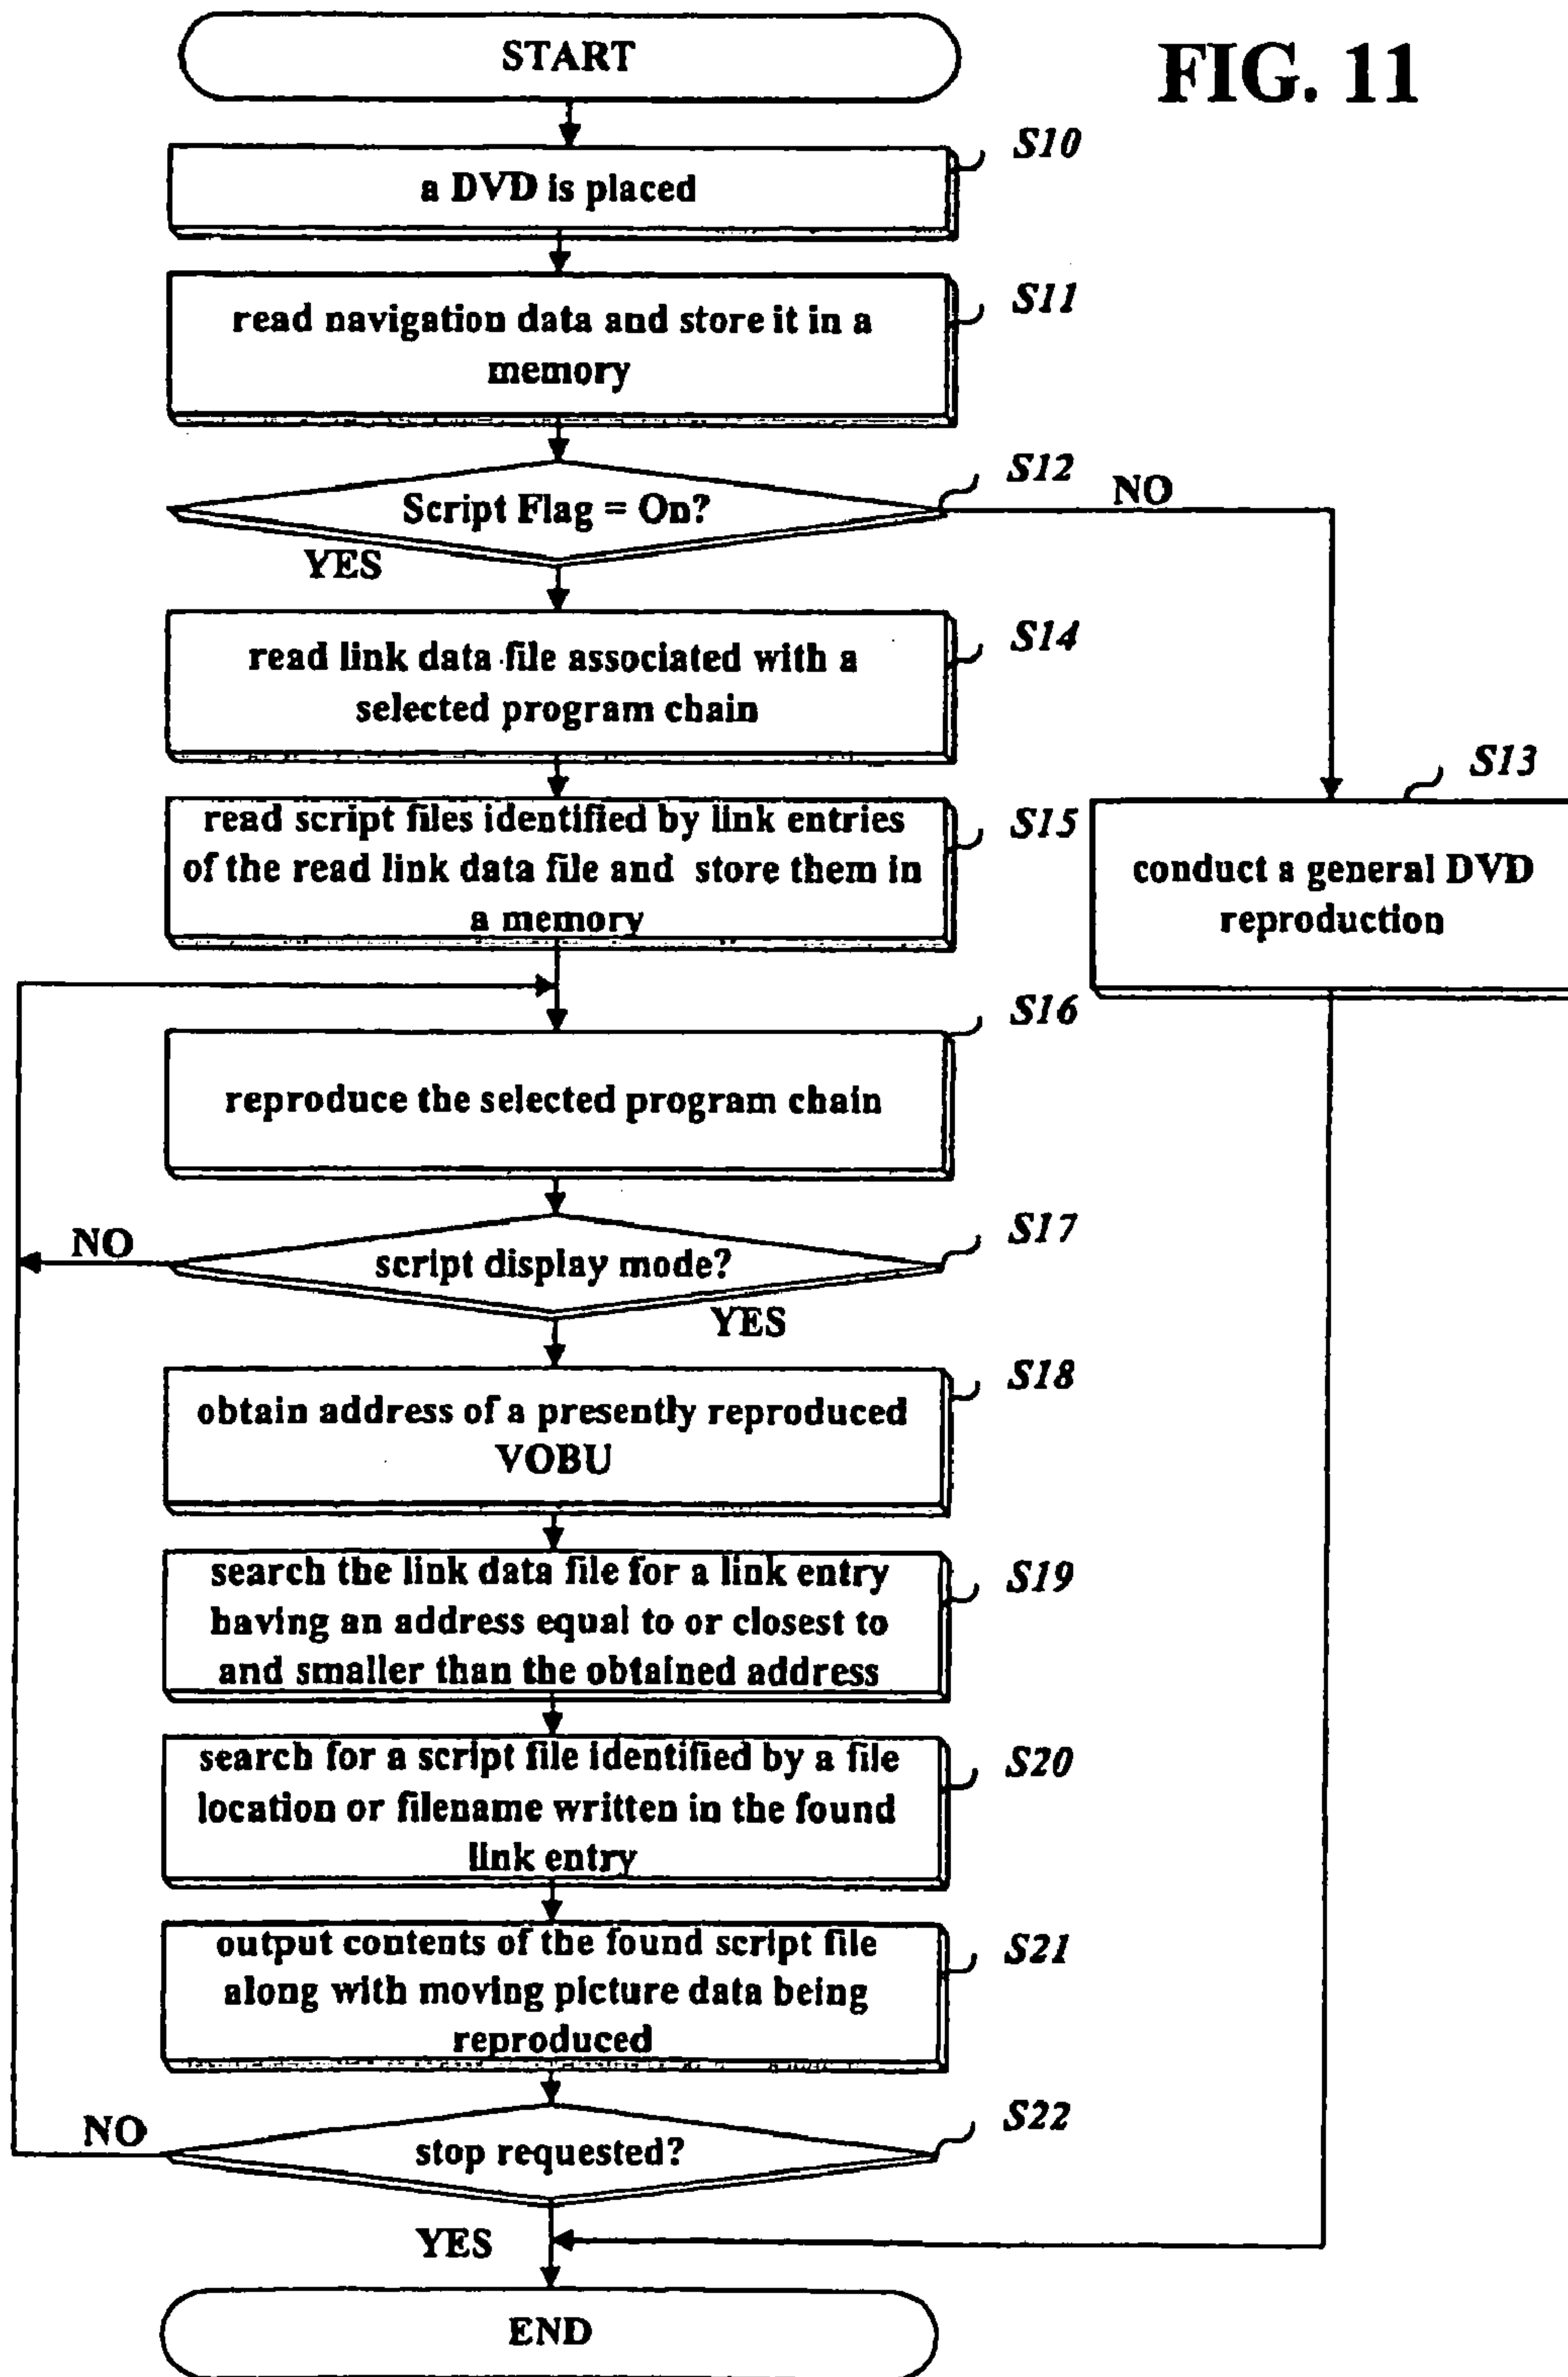 START
FIG. 11
a DVD is placed
S10
read navigation data and store it in a
memory
S11
Script Flag = On?
S12
NO
YES
read link data file associated with a
selected program chain
S14
S13
conduct a general DVD
reproduction
read script files identified by link entries
of the read link data file and store them in
a memory
S15
reproduce the selected program chain
S16
script display mode?
S17
NO
YES
obtain address of a presently reproduced
VOBU
S18
search the link data file for a link entry
having an address equal to or closest to
and smaller than the obtained address
S19
search for a script file identified by a file
location or filename written in the found
link entry
S20
output contents of the found script file
along with moving picture data being
reproduced
S21
stop requested?
S22
NO
YES
END